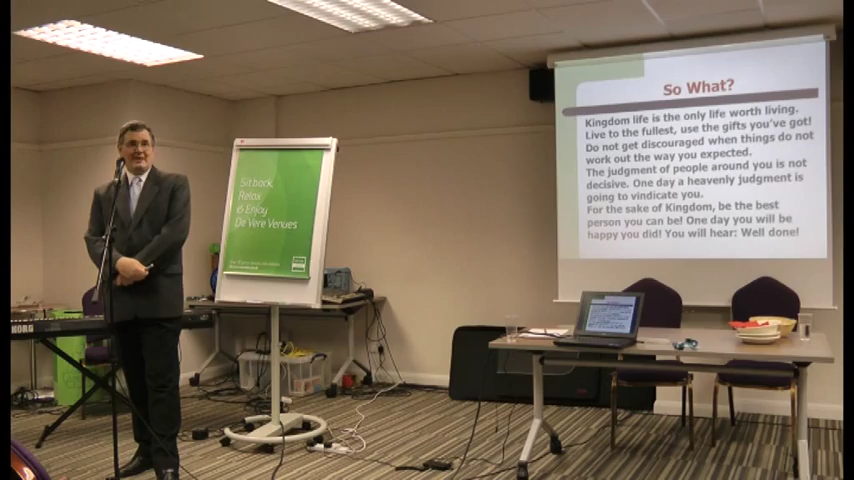 So What?
Kingdom life is the only life worth living.
Live to the fullest, use the gifts you've got!
Do not get discouraged when things do not
work out the way you expected.
The judgment of people around you is not
decisive. One day a heavenly judgment is
going to vindicate you.
For the sake of Kingdom, be the best
person you can be! One day you will be
happy you did! You will hear: Well done!
Sit back,
Relax
& Enjoy
De Vere Venues
KORG